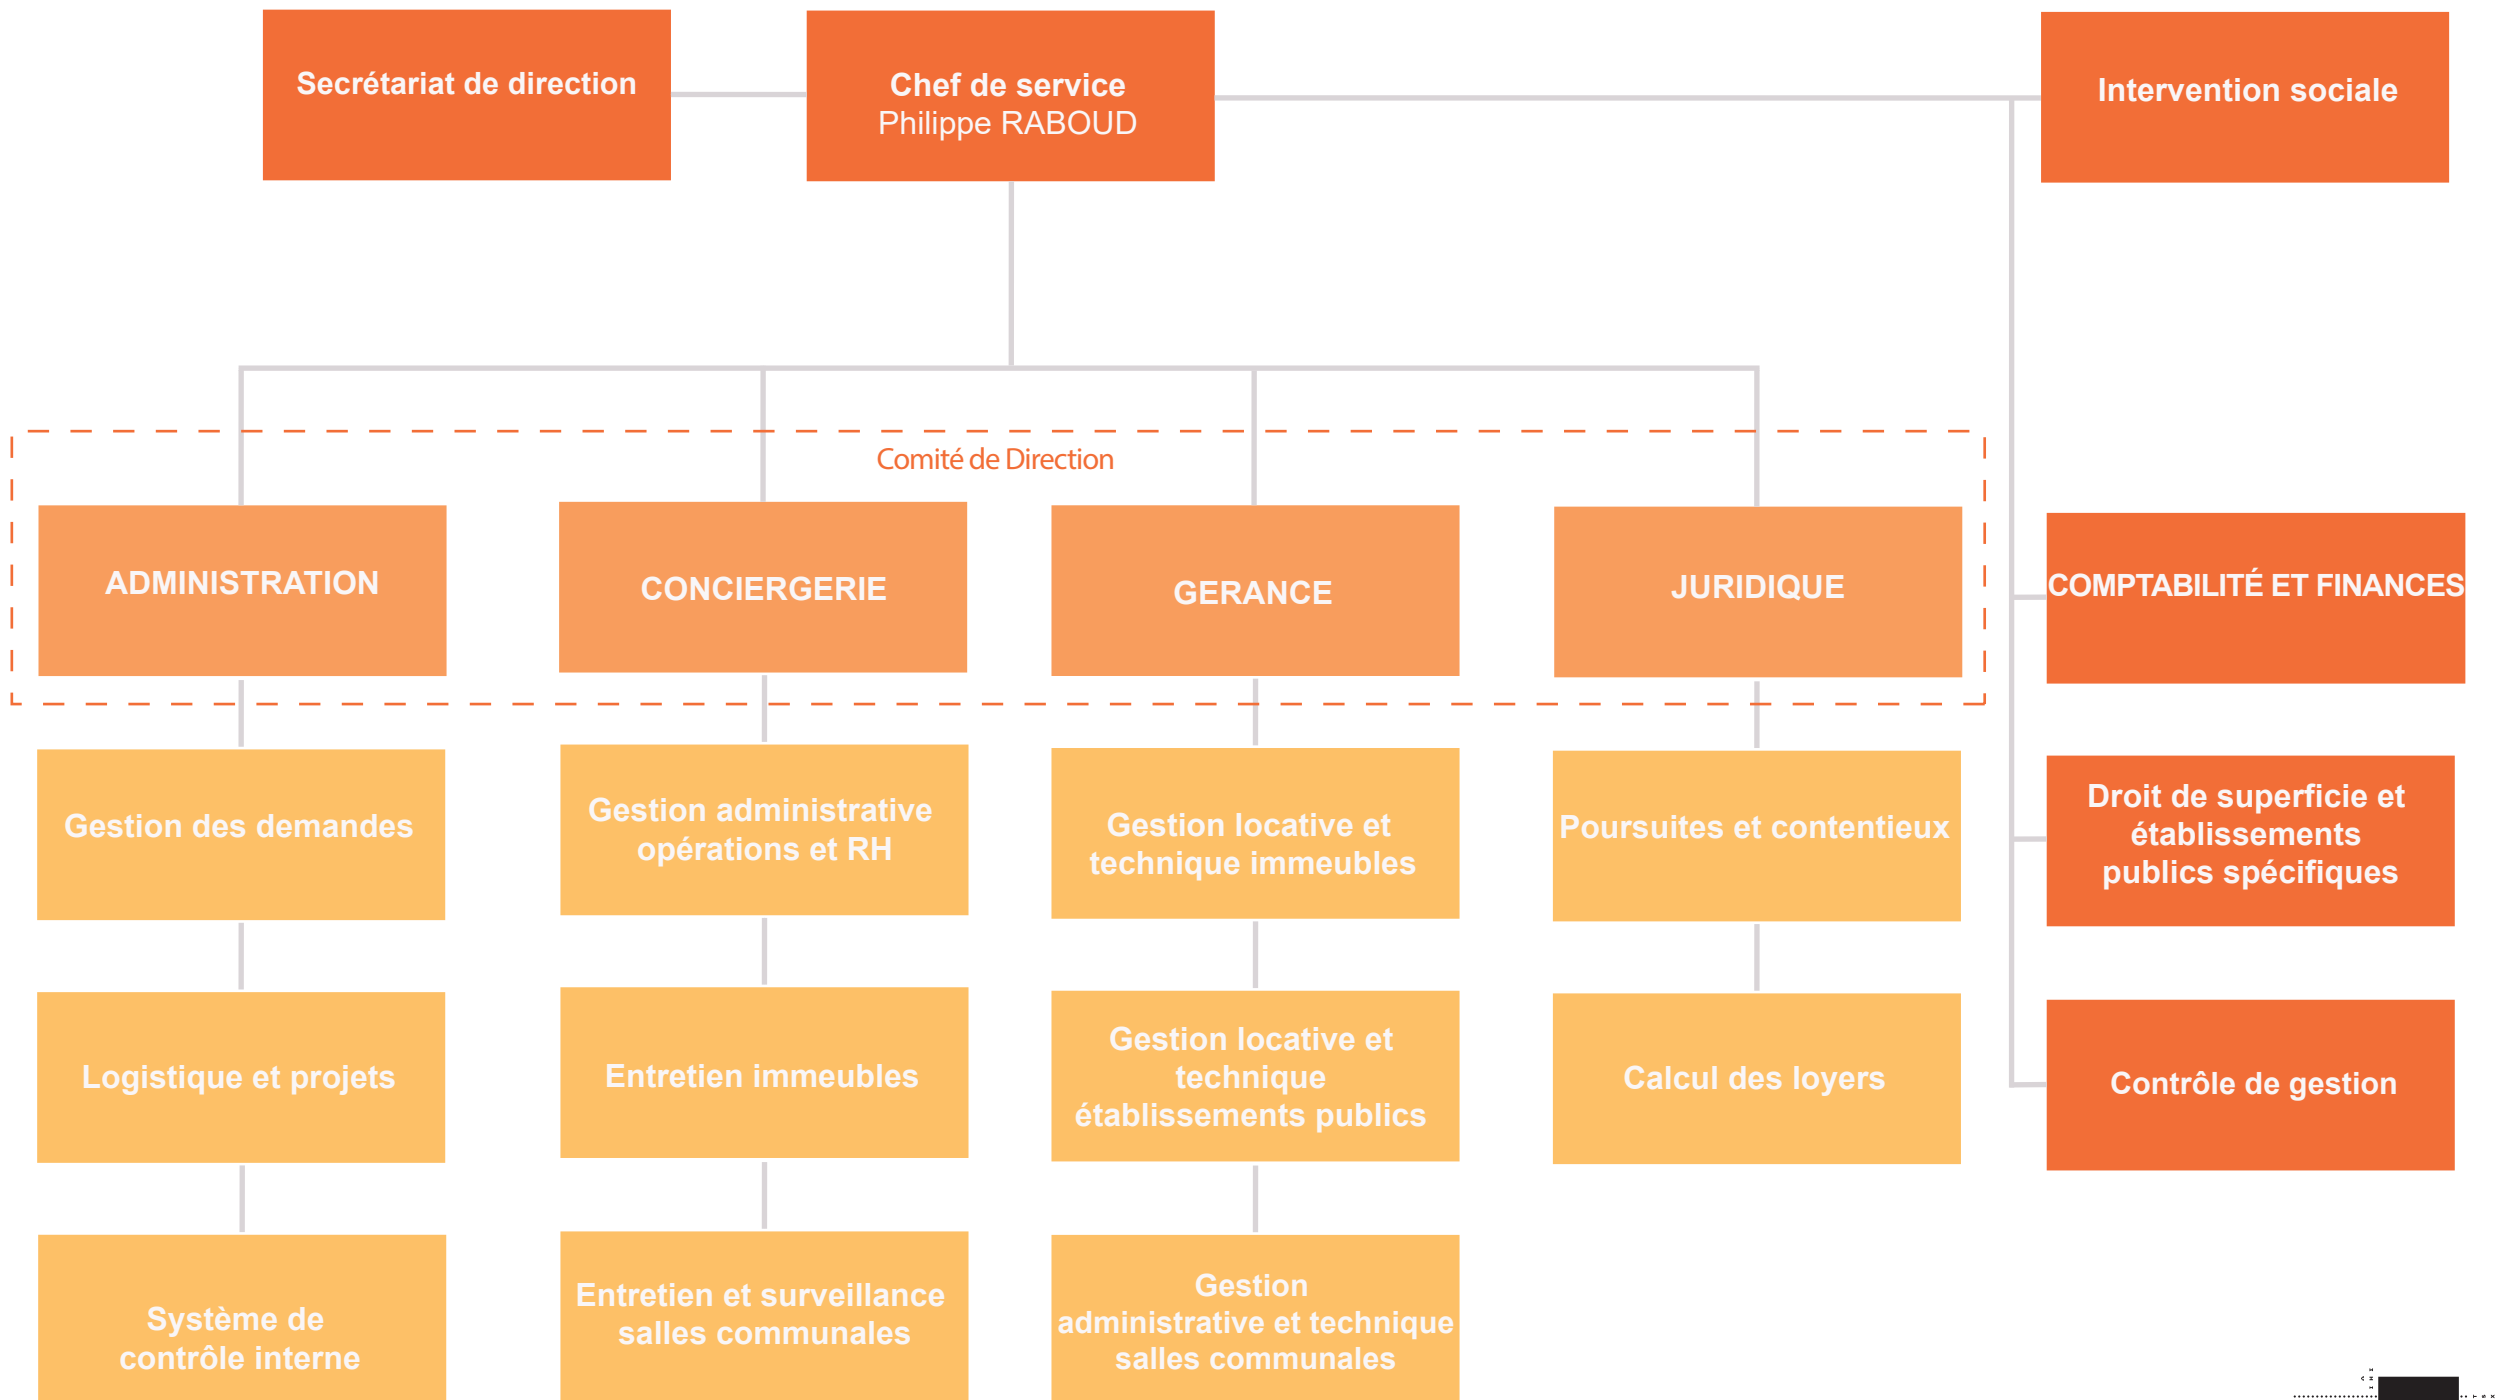 Secrétariat de direction
Chef de service
Philippe RABOUD
Intervention sociale
Comité de Direction
ADMINISTRATION
CONCIERGERIE
GERANCE
JURIDIQUE
COMPTABILITÉ ET FINANCES
Gestion des demandes
Gestion administrative
opérations et RH
Gestion locative et
technique immeubles
Poursuites et contentieux
Droit de superficie et
établissements
publics spécifiques
Logistique et projets
Entretien immeubles
Gestion locative et
technique
établissements publics
Calcul des loyers
Contrôle de gestion
Système de
contrôle interne
Entretien et surveillance
salles communales
Gestion
administrative et technique
salles communales